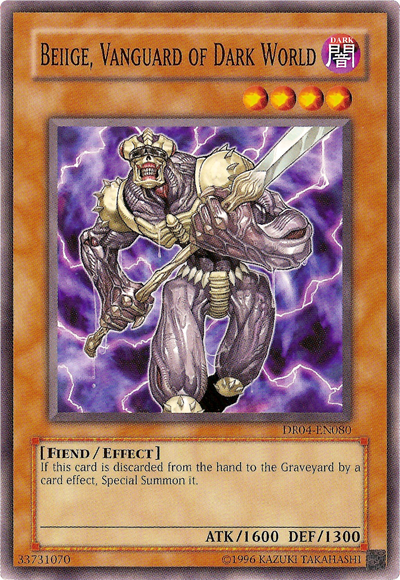 BEIIGE, VANGUARD OF DARK WORLD
DARK
闇
DR04-EN080
[FIEND / EFFECT]
If this card is discarded from the hand to the Graveyard by a
card effect, Special Summon it.
ATK/1600 DEF/1300
33731070
©1996 KAZUKI TAKAHASHI